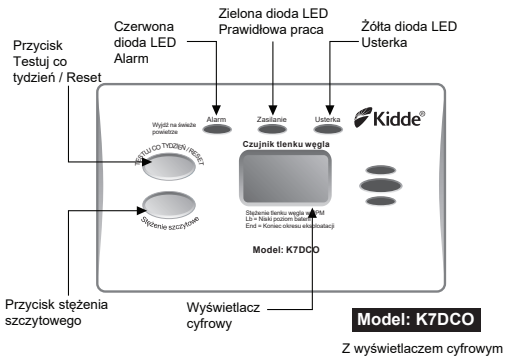 Czerwona
dioda LED
Alarm
Zielona dioda LED
Prawidłowa praca
Żółta dioda LED
Usterka
Przycisk
Testuj co
tydzień / Reset
Wyjdź na świeże
powietrze
Alarm
Zasilanie
Usterka
Kidde®
TESTUJ CO TYDZIEŃ / RESET
Czujnik tlenku węgla
Stężenie szczytowe
Stężenie tlenku węgla w PPM
Lb = Niski poziom baterii
End = Koniec okresu eksploatacji
Model: K7DCO
Przycisk stężenia
szczytowego
Wyświetlacz
cyfrowy
Model: K7DCO
Z wyświetlaczem cyfrowym